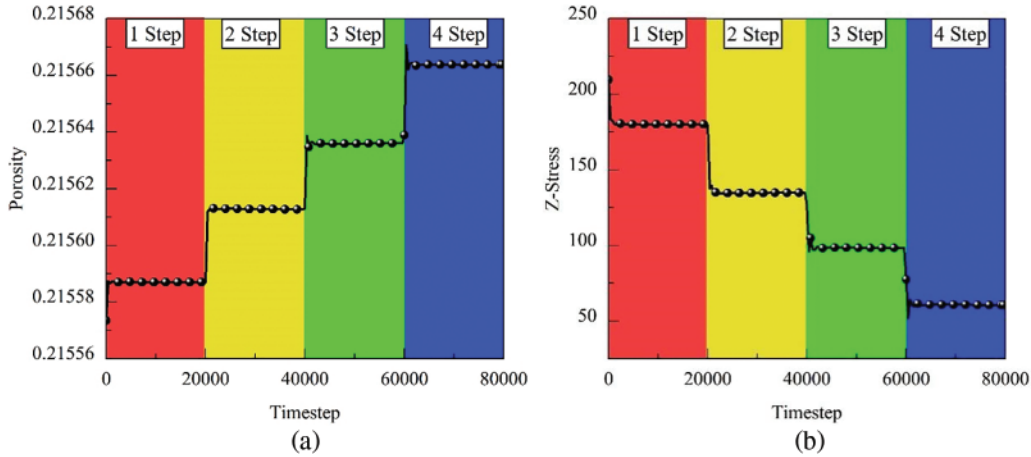 0.21568
0.21566
0.21564
0.21562
0.21560
0.21558
0.21556
Porosity
1 Step
2 Step
3 Step
4 Step
0 20000 40000 60000 80000
Timestep
(a)
250
200
150
100
50
Z-Stress
1 Step
2 Step
3 Step
4 Step
0 20000 40000 60000 80000
Timestep
(b)